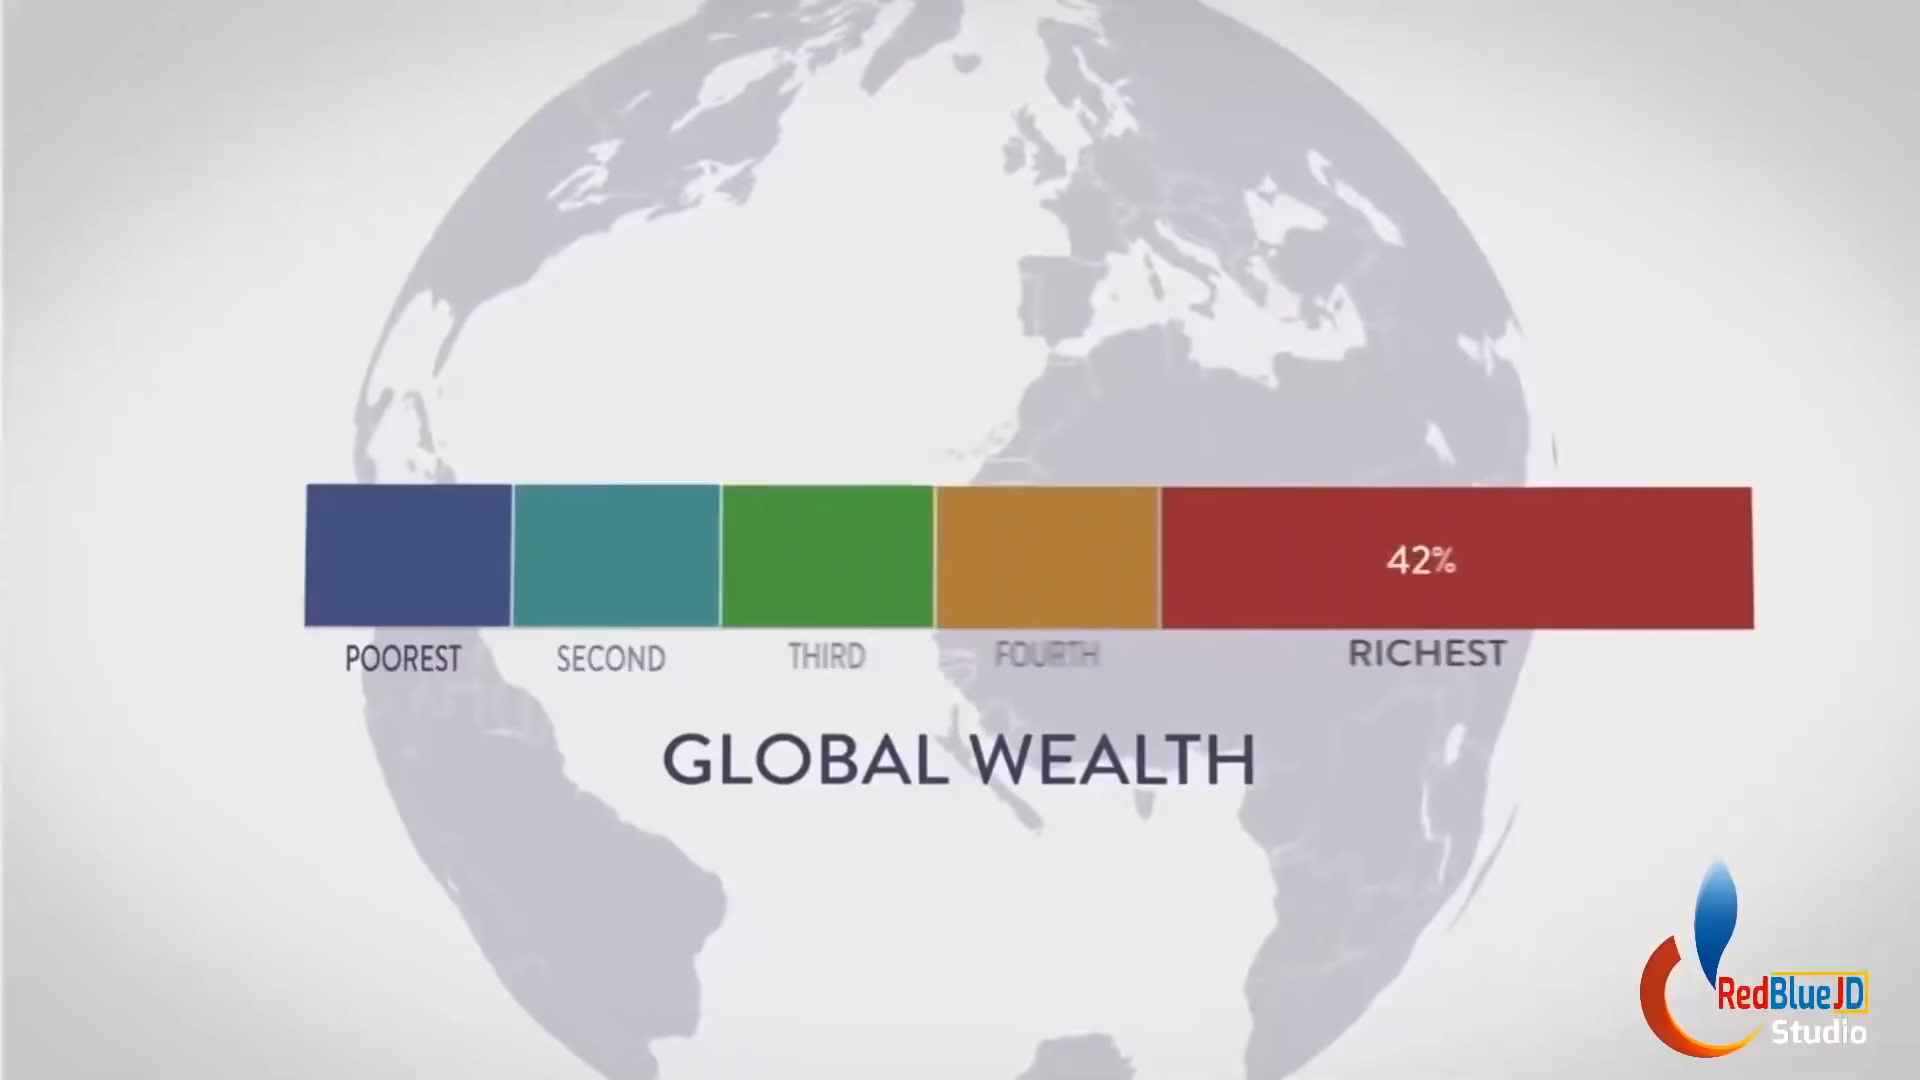 42%
POOREST
SECOND
THIRD
FOURTH
RICHEST
GLOBAL WEALTH
RedBlueJD
Studio